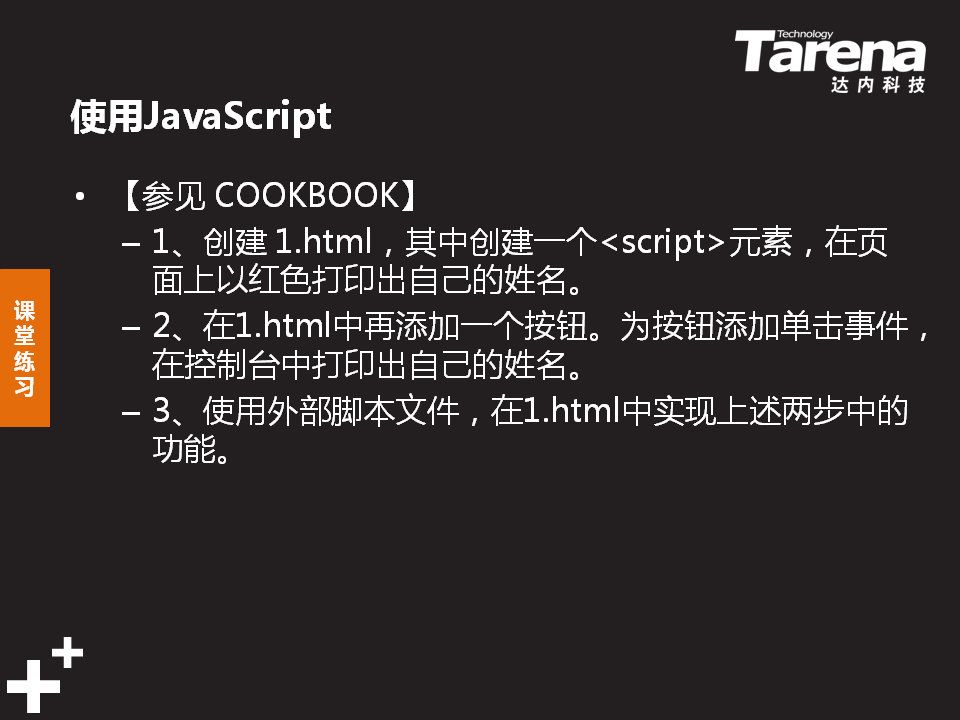 Technology
Tarena
达内科技
使用JavaScript
• 【参见 COOKBOOK】
– 1、创建 1.html，其中创建一个<script>元素，在页
面上以红色打印出自己的姓名。
– 2、在1.html中再添加一个按钮。为按钮添加单击事件，
在控制台中打印出自己的姓名。
– 3、使用外部脚本文件，在1.html中实现上述两步中的
功能。
课
堂
练
习